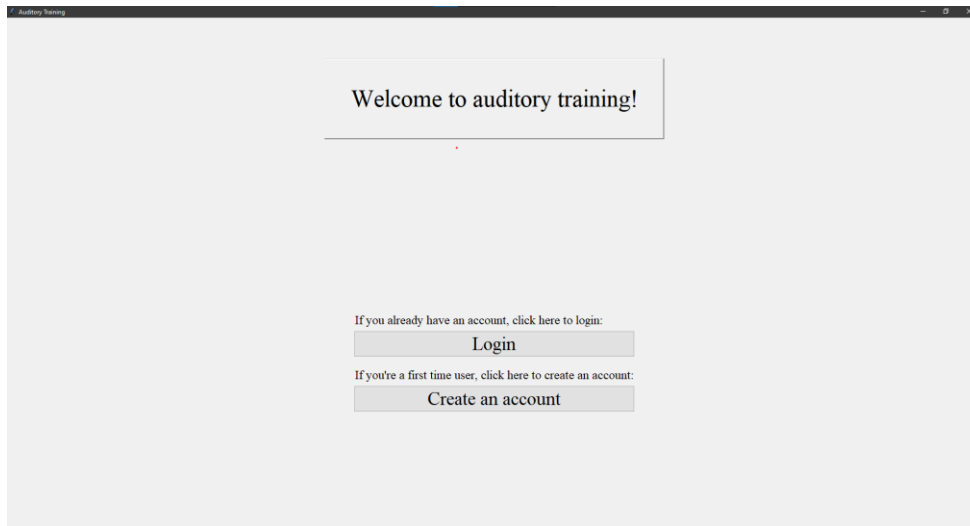 Auditory Training
Welcome to auditory training!
If you already have an account, click here to login:
Login
If you're a first time user, click here to create an account:
Create an account